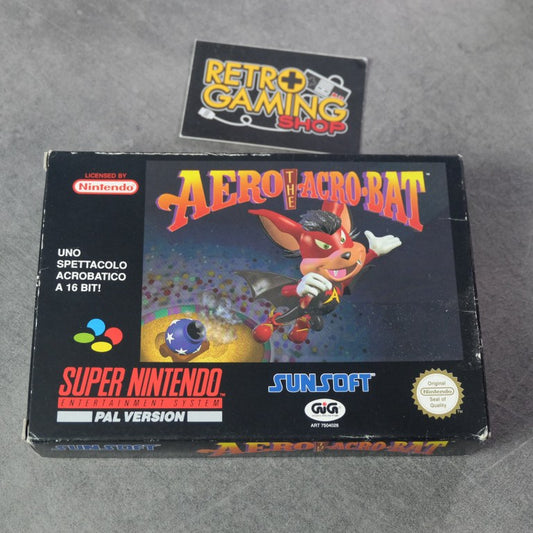 RETRO
GAMING
SHOP
LICENSED BY
Nintendo
AERO THE ACRO-BAT
UNO
SPETTACOLO
ACROBATICO
A 16 BIT!
A
SUPER NINTENDO
ENTERTAINMENT SYSTEM
PAL VERSION
SUNSOFT
GiG
ART 7504026
Original
Nintendo
Seal of
Quality
SUNSOFT
AERO THE ACRO-BAT